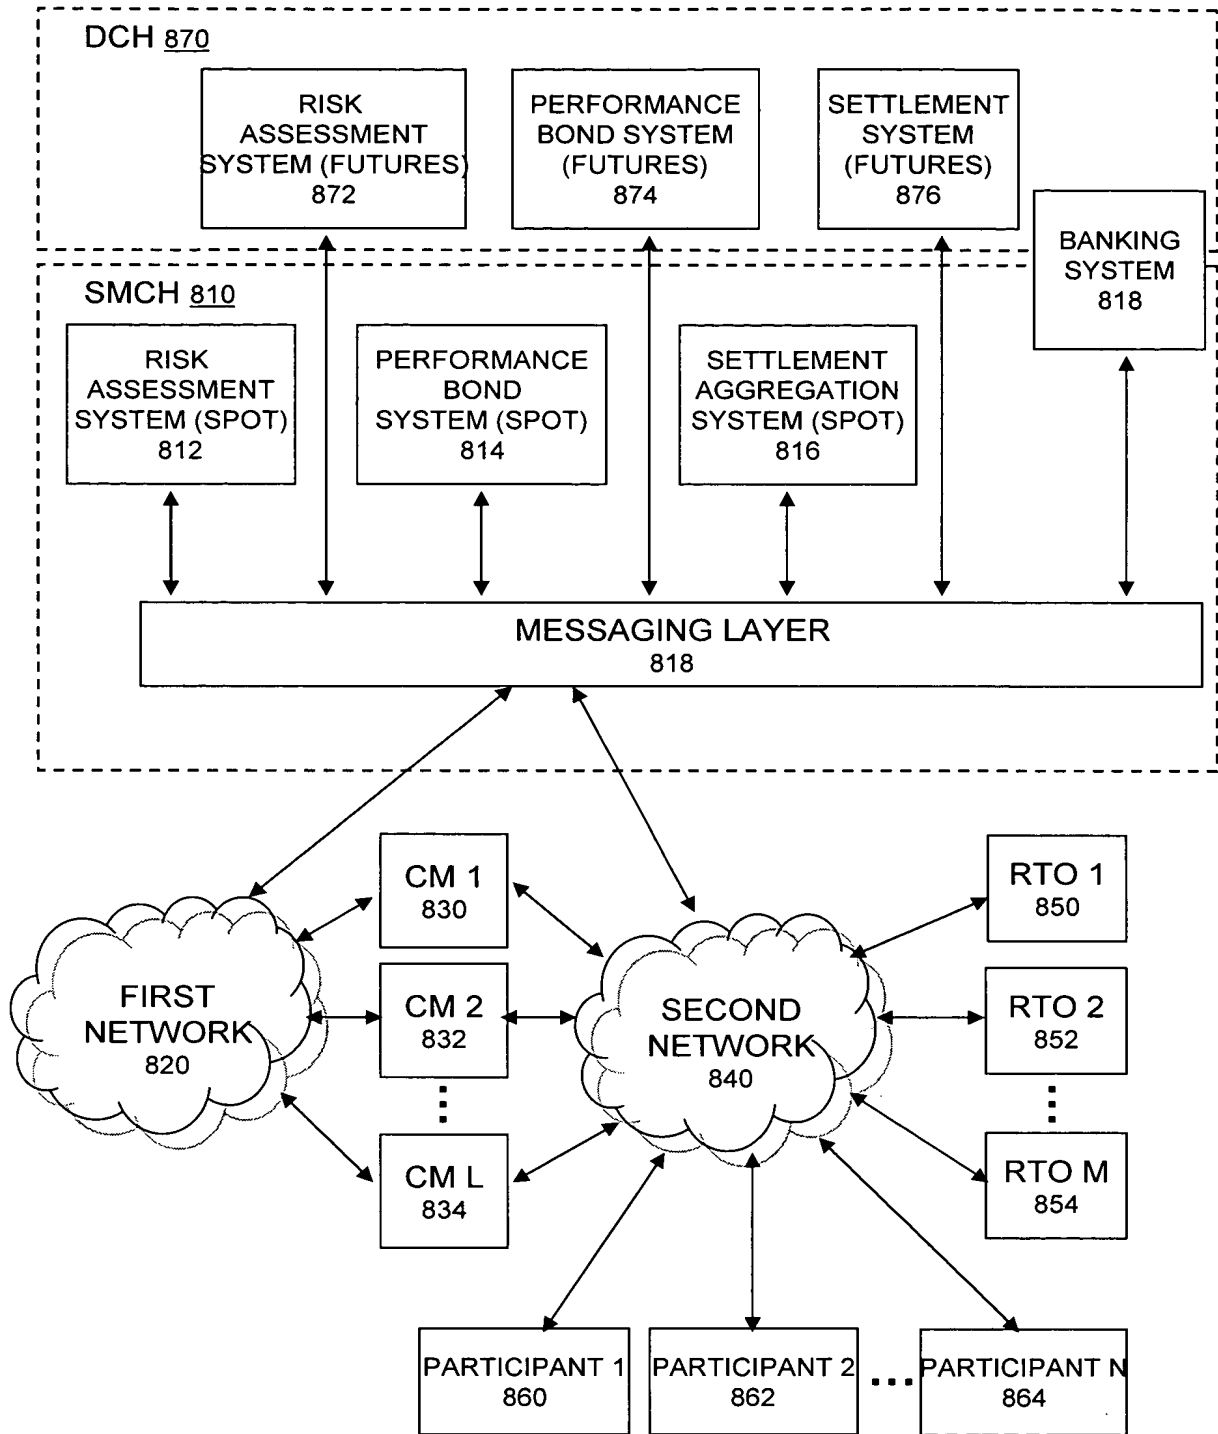 DCH 870
RISK
ASSESSMENT
SYSTEM (FUTURES)
872
PERFORMANCE
BOND SYSTEM
(FUTURES)
874
SETTLEMENT
SYSTEM
(FUTURES)
876
BANKING
SYSTEM
818
SMCH 810
RISK
ASSESSMENT
SYSTEM (SPOT)
812
PERFORMANCE
BOND
SYSTEM (SPOT)
814
SETTLEMENT
AGGREGATION
SYSTEM (SPOT)
816
MESSAGING LAYER
818
FIRST
NETWORK
820
CM 1
830
CM 2
832
CM L
834
SECOND
NETWORK
840
RTO 1
850
RTO 2
852
RTO M
854
PARTICIPANT 1
860
PARTICIPANT 2
862
PARTICIPANT N
864